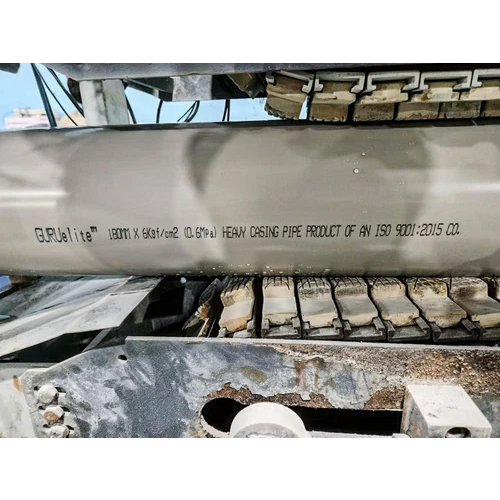 GURUelite™ 180MM X 6Kgf/cm2 (0.6Mpa) HEAVY CASING PIPE PRODUCT OF AN ISO 9001:2015 CO.